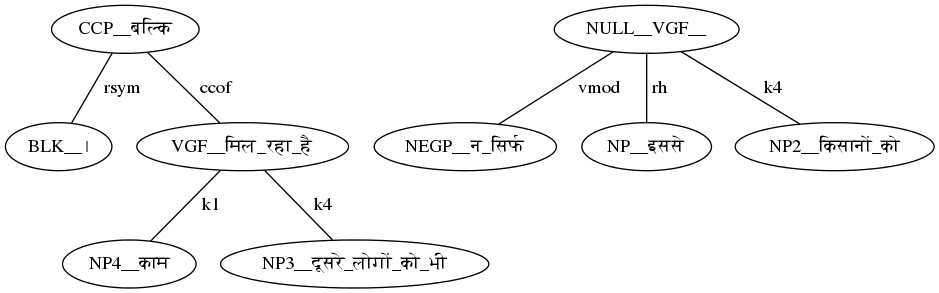 CCP__बल्कि NULL__VGF__
rsym ccof vmod rh k4
BLK__। VGF__मिल_रहा_है NEGP__न_सिर्फ NP__इससे NP2__किसानों_को
k1 k4
NP4__काम NP3__दूसरे_लोगों_को_भी